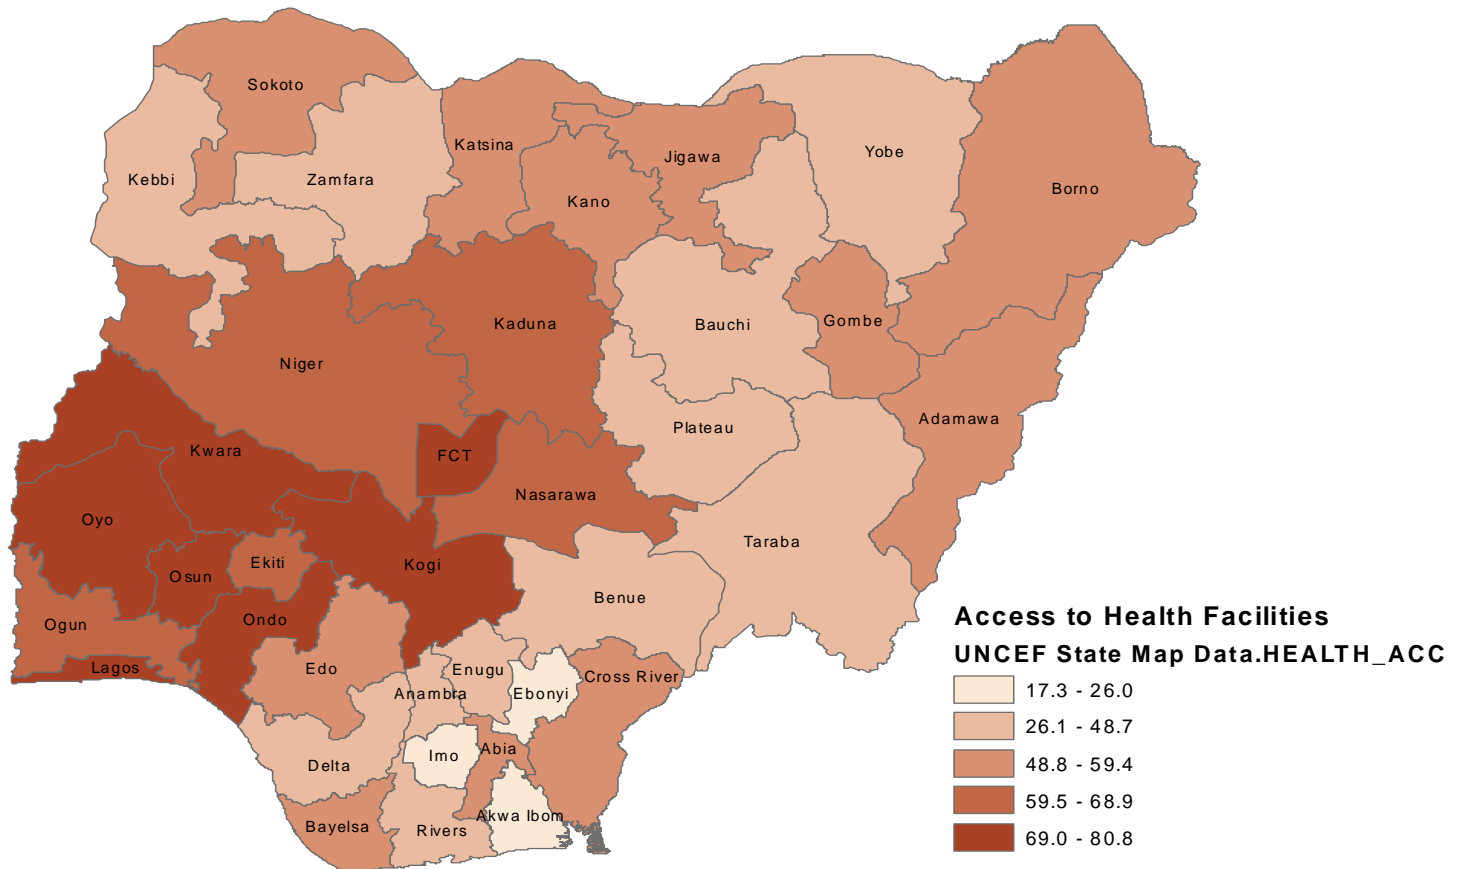 Sokoto
Katsina
Yobe
Jigawa
Kebbi
Zamfara
Borno
Kano
Kaduna
Bauchi
Gombe
Niger
Adamawa
Plateau
Kwara
FCT
Nasarawa
Oyo
Taraba
Ekiti
Kogi
Osun
Benue
Ondo
Ogun
Lagos
Edo
Enugu
Cross River
Anambra
Ebonyi
Abia
Imo
Delta
Akwa Ibom
Bayelsa
Rivers
Access to Health Facilities
UNCEF State Map Data.HEALTH_ACC
17.3 - 26.0
26.1 - 48.7
48.8 - 59.4
59.5 - 68.9
69.0 - 80.8